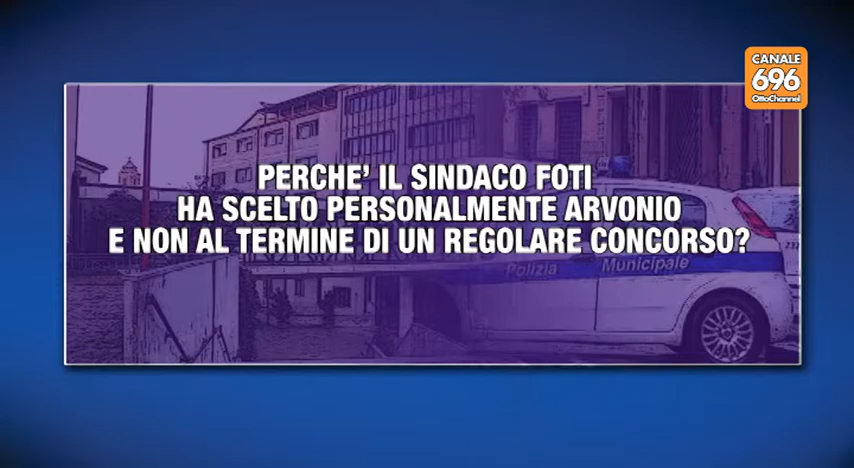 CANALE
696
OttoChannel
PERCHE' IL SINDACO FOTI
HA SCELTO PERSONALMENTE ARVONIO
E NON AL TERMINE DI UN REGOLARE CONCORSO?
Polizia Municipale